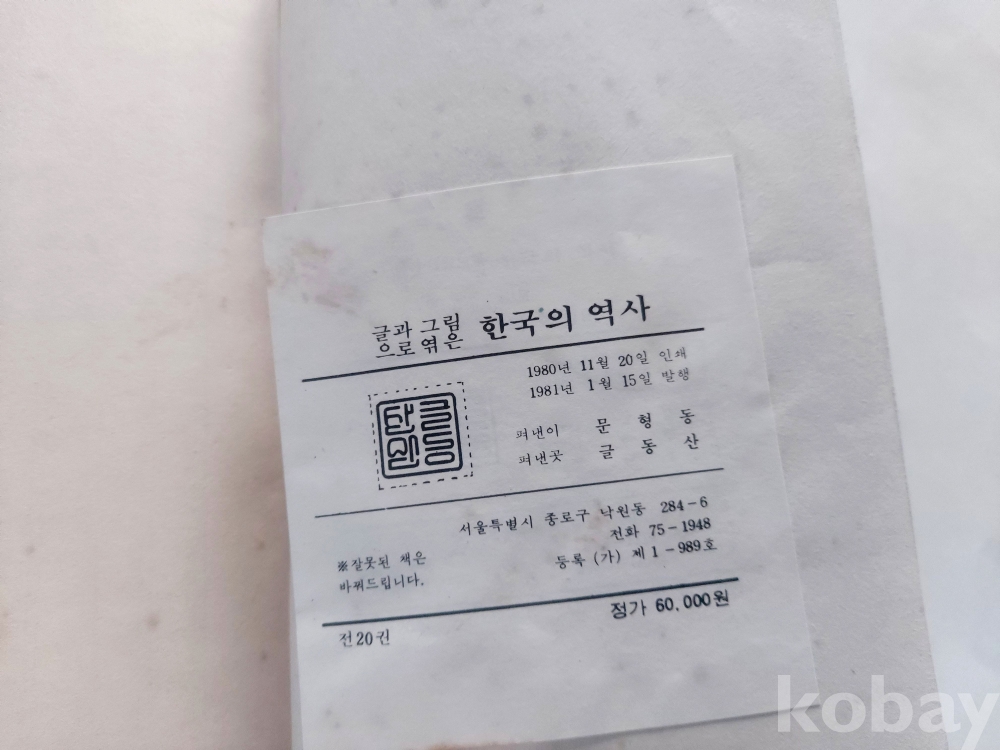 글과 그림
으로 엮은 한국의 역사
1980년 11월 20일 인쇄
1981년 1월 15일 발행
펴낸이 문형동
펴낸곳 글동산
서울특별시 종로구 낙원동 284-6
전화 75-1948
등록 (가) 제1-989호
※잘못된 책은
바꿔드립니다.
정가 60,000원
전20권
kobay